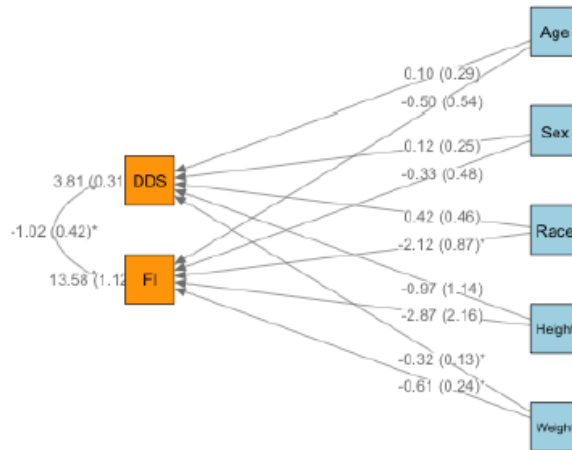 Age
0.10 (0.29)
-0.50 (0.54)
Sex
0.12 (0.25)
-0.33 (0.48)
3.81 (0.31
DDS
0.42 (0.46)
Race
-1.02 (0.42)*
-2.12 (0.87)*
13.58 (1.12
FI
-0.97 (1.14)
-2.87 (2.16)
Height
-0.32 (0.13)*
-0.61 (0.24)*
Weight